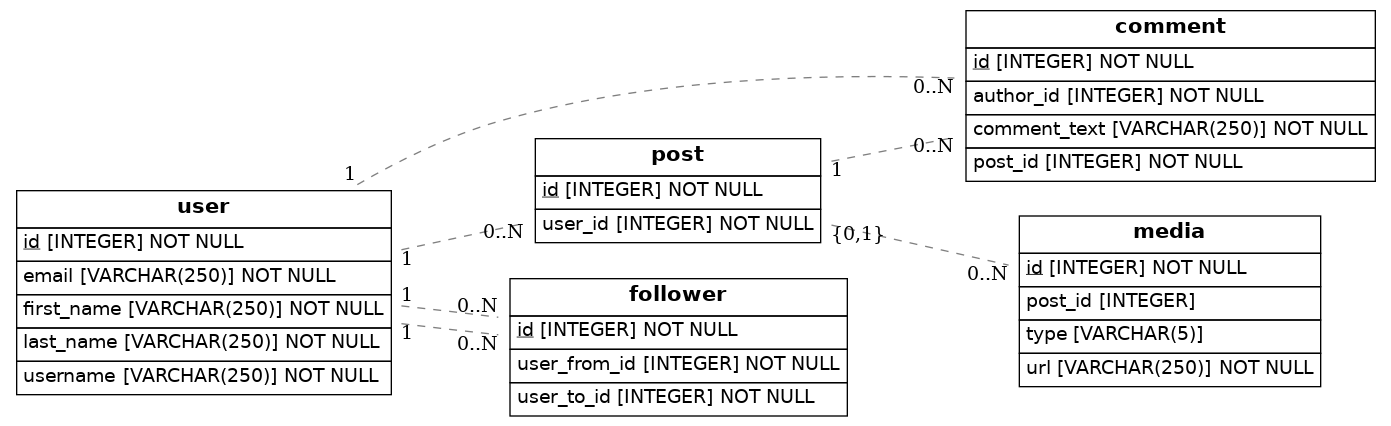 comment
id [INTEGER] NOT NULL
author_id [INTEGER] NOT NULL
comment_text [VARCHAR(250)] NOT NULL
post_id [INTEGER] NOT NULL
0..N
0..N
1
1
post
id [INTEGER] NOT NULL
user_id [INTEGER] NOT NULL
0..N
{0,1}
user
id [INTEGER] NOT NULL
email [VARCHAR(250)] NOT NULL
first_name [VARCHAR(250)] NOT NULL
last_name [VARCHAR(250)] NOT NULL
username [VARCHAR(250)] NOT NULL
1
1
1
0..N
0..N
follower
id [INTEGER] NOT NULL
user_from_id [INTEGER] NOT NULL
user_to_id [INTEGER] NOT NULL
0..N
media
id [INTEGER] NOT NULL
post_id [INTEGER]
type [VARCHAR(5)]
url [VARCHAR(250)] NOT NULL